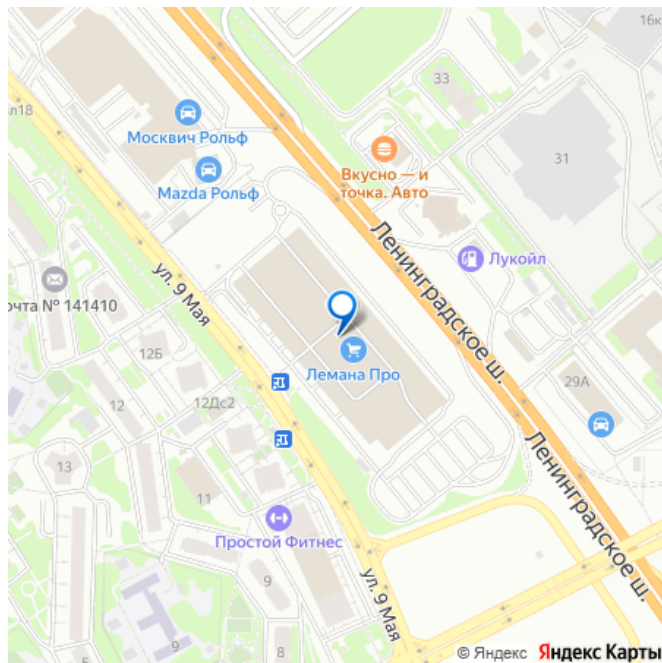 16к
33
л18
Москвич Рольф
Вкусно — и
точка. Авто
31
Mazda Рольф
Ленинградское ш.
Лукойл
ул. 9 Мая
очта № 141410
12Б
Лемана Про
29А
12
12Дс2
13
11
Ленинградское ш.
Простой Фитнес
9
ул. 9 Мая
9
8
5
© Яндекс Яндекс Карты